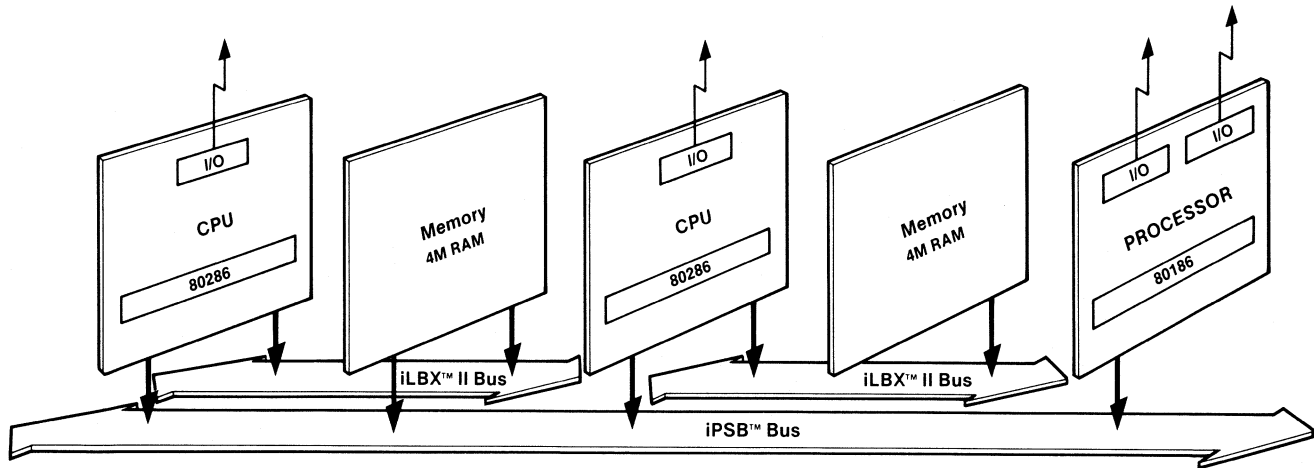 I/O
CPU
80286
Memory
4M RAM
I/O
CPU
80286
Memory
4M RAM
I/O
I/O
PROCESSOR
80186
iLBX™ II Bus
iLBX™ II Bus
iPSB™ Bus